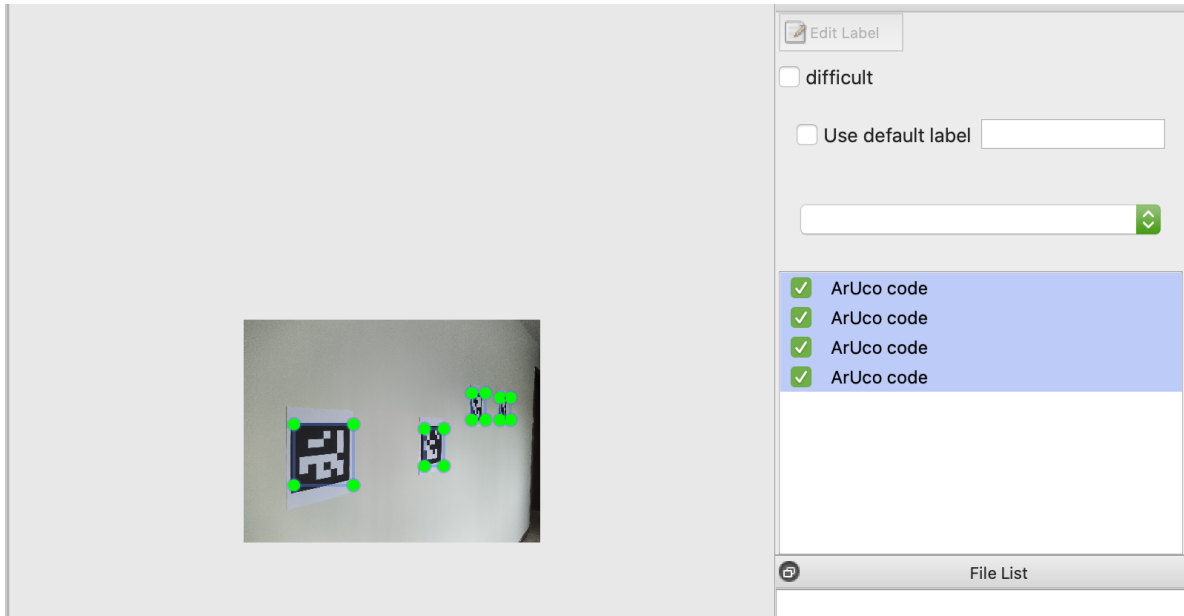 Edit Label
difficult
Use default label
ArUco code
ArUco code
ArUco code
ArUco code
File List